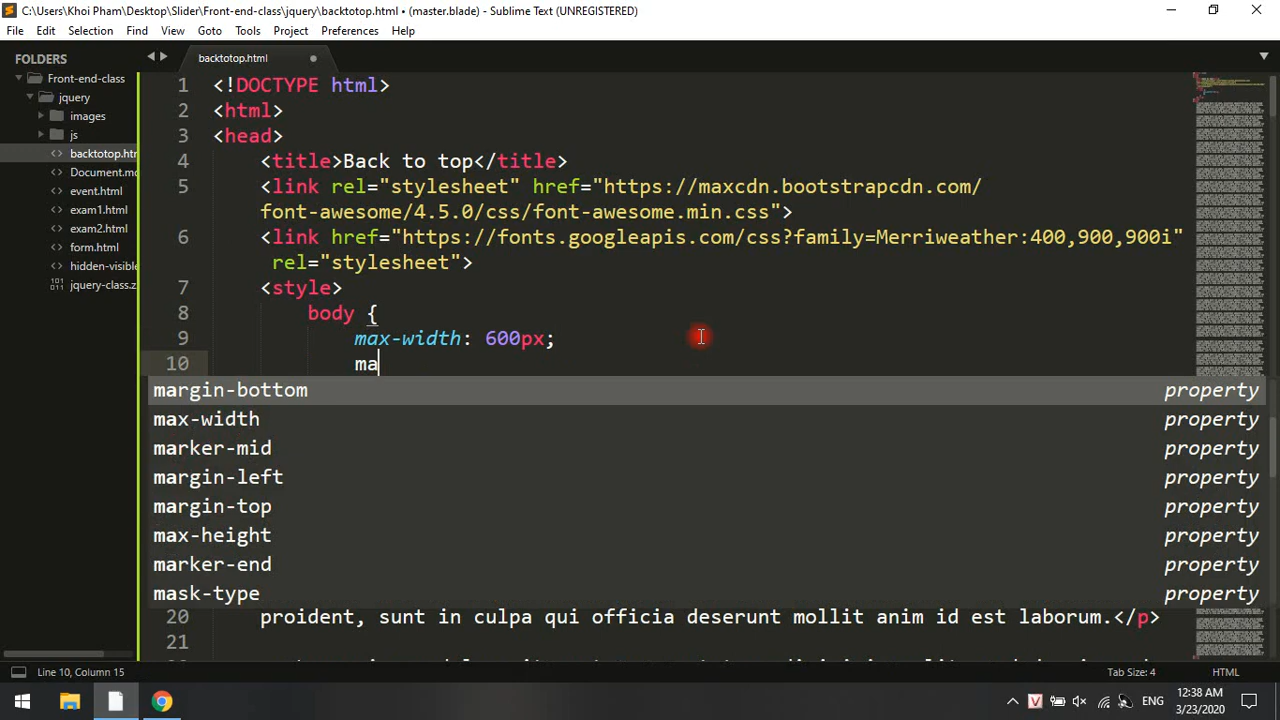 C:\Users\Khoi Pham\Desktop\Slider\Front-end-class\jquery\backtotop.html • (master.blade) - Sublime Text (UNREGISTERED)
File Edit Selection Find View Goto Tools Project Preferences Help
FOLDERS
Front-end-class
jquery
images
js
backtotop.htm
Document.md
event.html
exam1.html
exam2.html
form.html
hidden-visible
jquery-class.z
backtotop.html
1 <!DOCTYPE html>
2 <html>
3 <head>
4 <title>Back to top</title>
5 <link rel="stylesheet" href="https://maxcdn.bootstrapcdn.com/
font-awesome/4.5.0/css/font-awesome.min.css">
6 <link href="https://fonts.googleapis.com/css?family=Merriweather:400,900,900i"
rel="stylesheet">
7 <style>
8 body {
9 max-width: 600px;
10 ma
margin-bottom property
max-width property
marker-mid property
margin-left property
margin-top property
max-height property
marker-end property
mask-type property
20 proident, sunt in culpa qui officia deserunt mollit anim id est laborum.</p>
21
Line 10, Column 15
Tab Size: 4
HTML
V
ENG
12:38 AM
3/23/2020